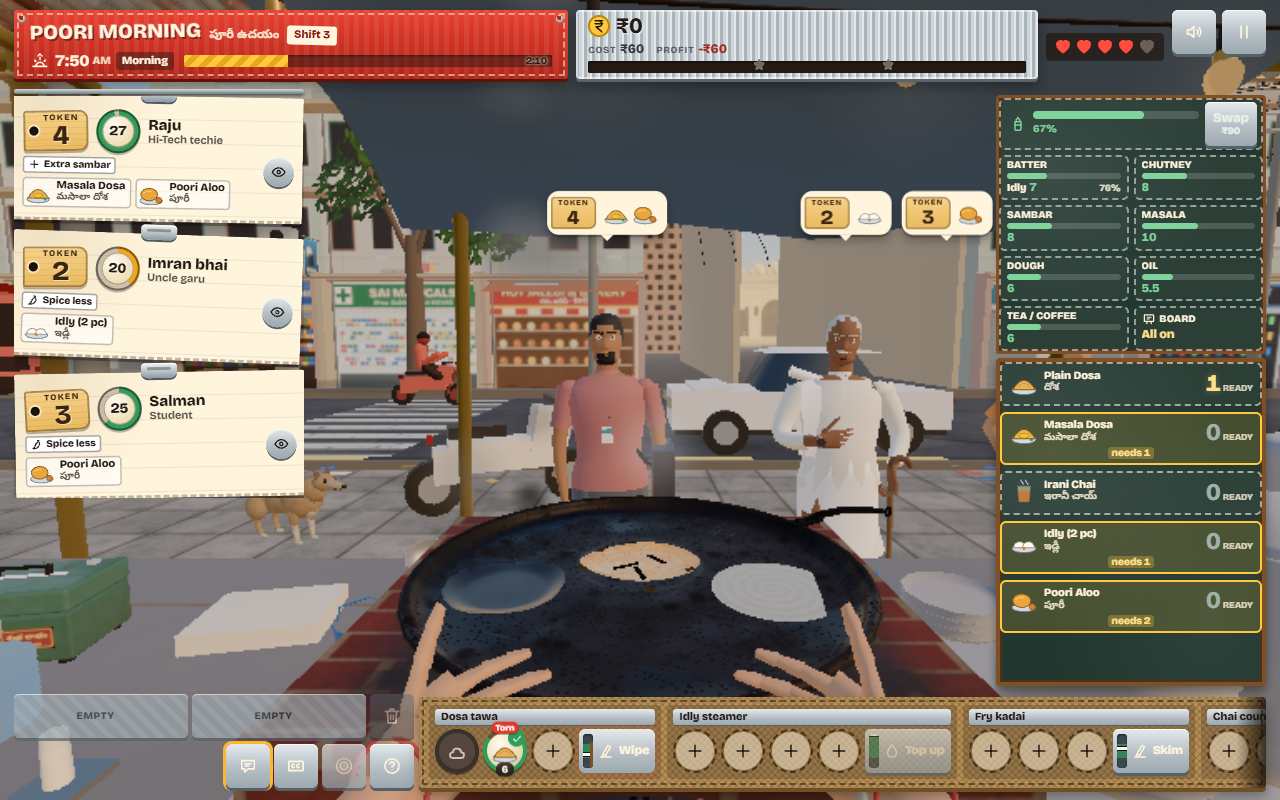 POORI MORNING పూరీ ఉదయం Shift 3
7:50 AM Morning 2:10
₹ ₹0
COST ₹60 PROFIT -₹60
TOKEN 4 27 Raju
Hi-Tech techie
+ Extra sambar
Masala Dosa
మసాలా దోశ
Poori Aloo
పూరీ
TOKEN 2 20 Imran bhai
Uncle garu
Spice less
Idly (2 pc)
ఇడ్లీ
TOKEN 3 25 Salman
Student
Spice less
Poori Aloo
పూరీ
TOKEN 4
TOKEN 2
TOKEN 3
67% Swap ₹90
BATTER
Idly 7 76%
CHUTNEY
8
SAMBAR
8
MASALA
10
DOUGH
6
OIL
5.5
TEA / COFFEE
6
BOARD
All on
Plain Dosa
దోశ
1 READY
Masala Dosa
మసాలా దోశ
0 READY
needs 1
Irani Chai
ఇరానీ చాయ్
0 READY
Idly (2 pc)
ఇడ్లీ
0 READY
needs 1
Poori Aloo
పూరీ
0 READY
needs 2
EMPTY EMPTY
CC
Dosa tawa
Torn
6
Wipe
Idly steamer
Top up
Fry kadai
Skim